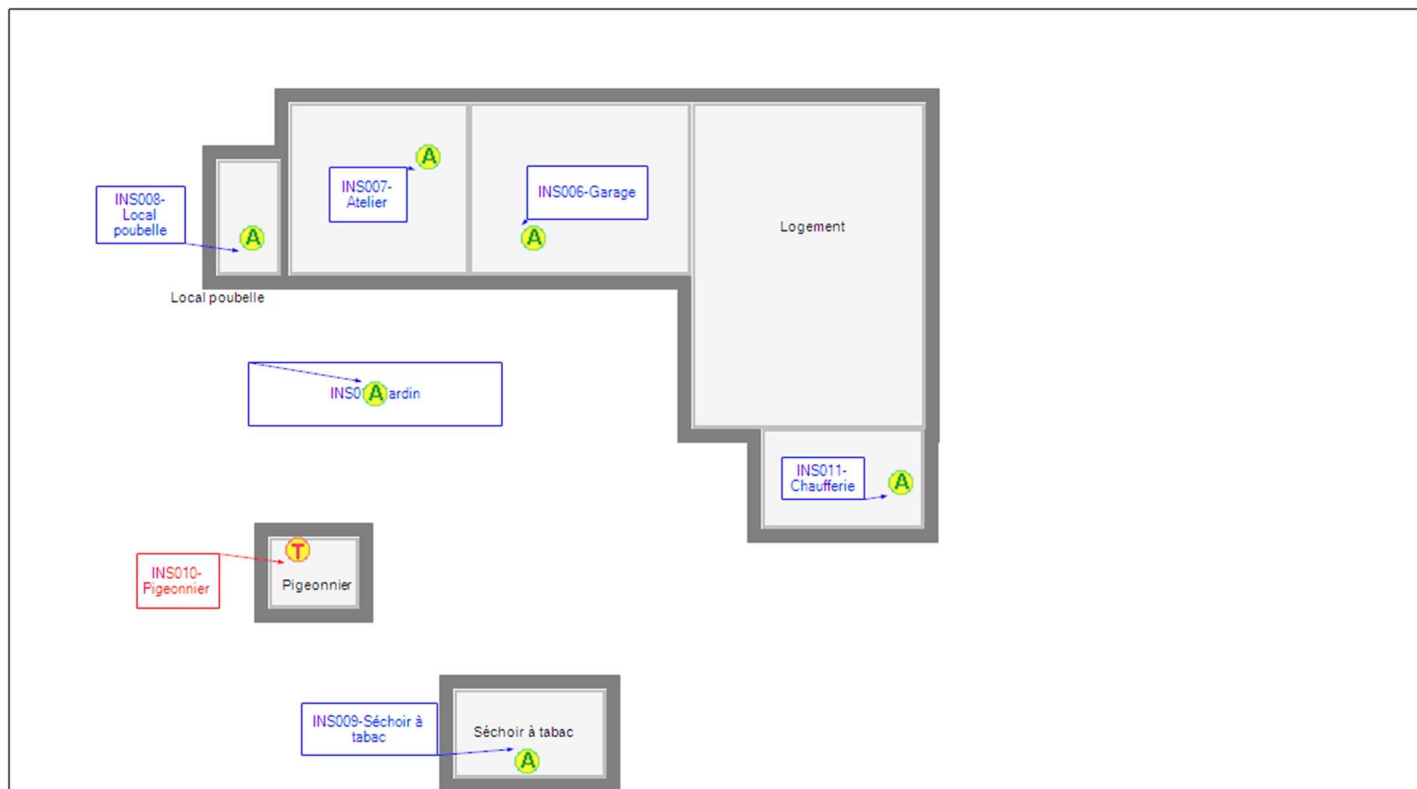 A
INS007-
Atelier
INS006-Garage
INS008-
Local
poubelle
A
A
Logement
Local poubelle
A
INS0 ardin
INS011-
Chaufferie
A
T
INS010-
Pigeonnier
Pigeonnier
INS009-Séchoir à
tabac
Séchoir à tabac
A